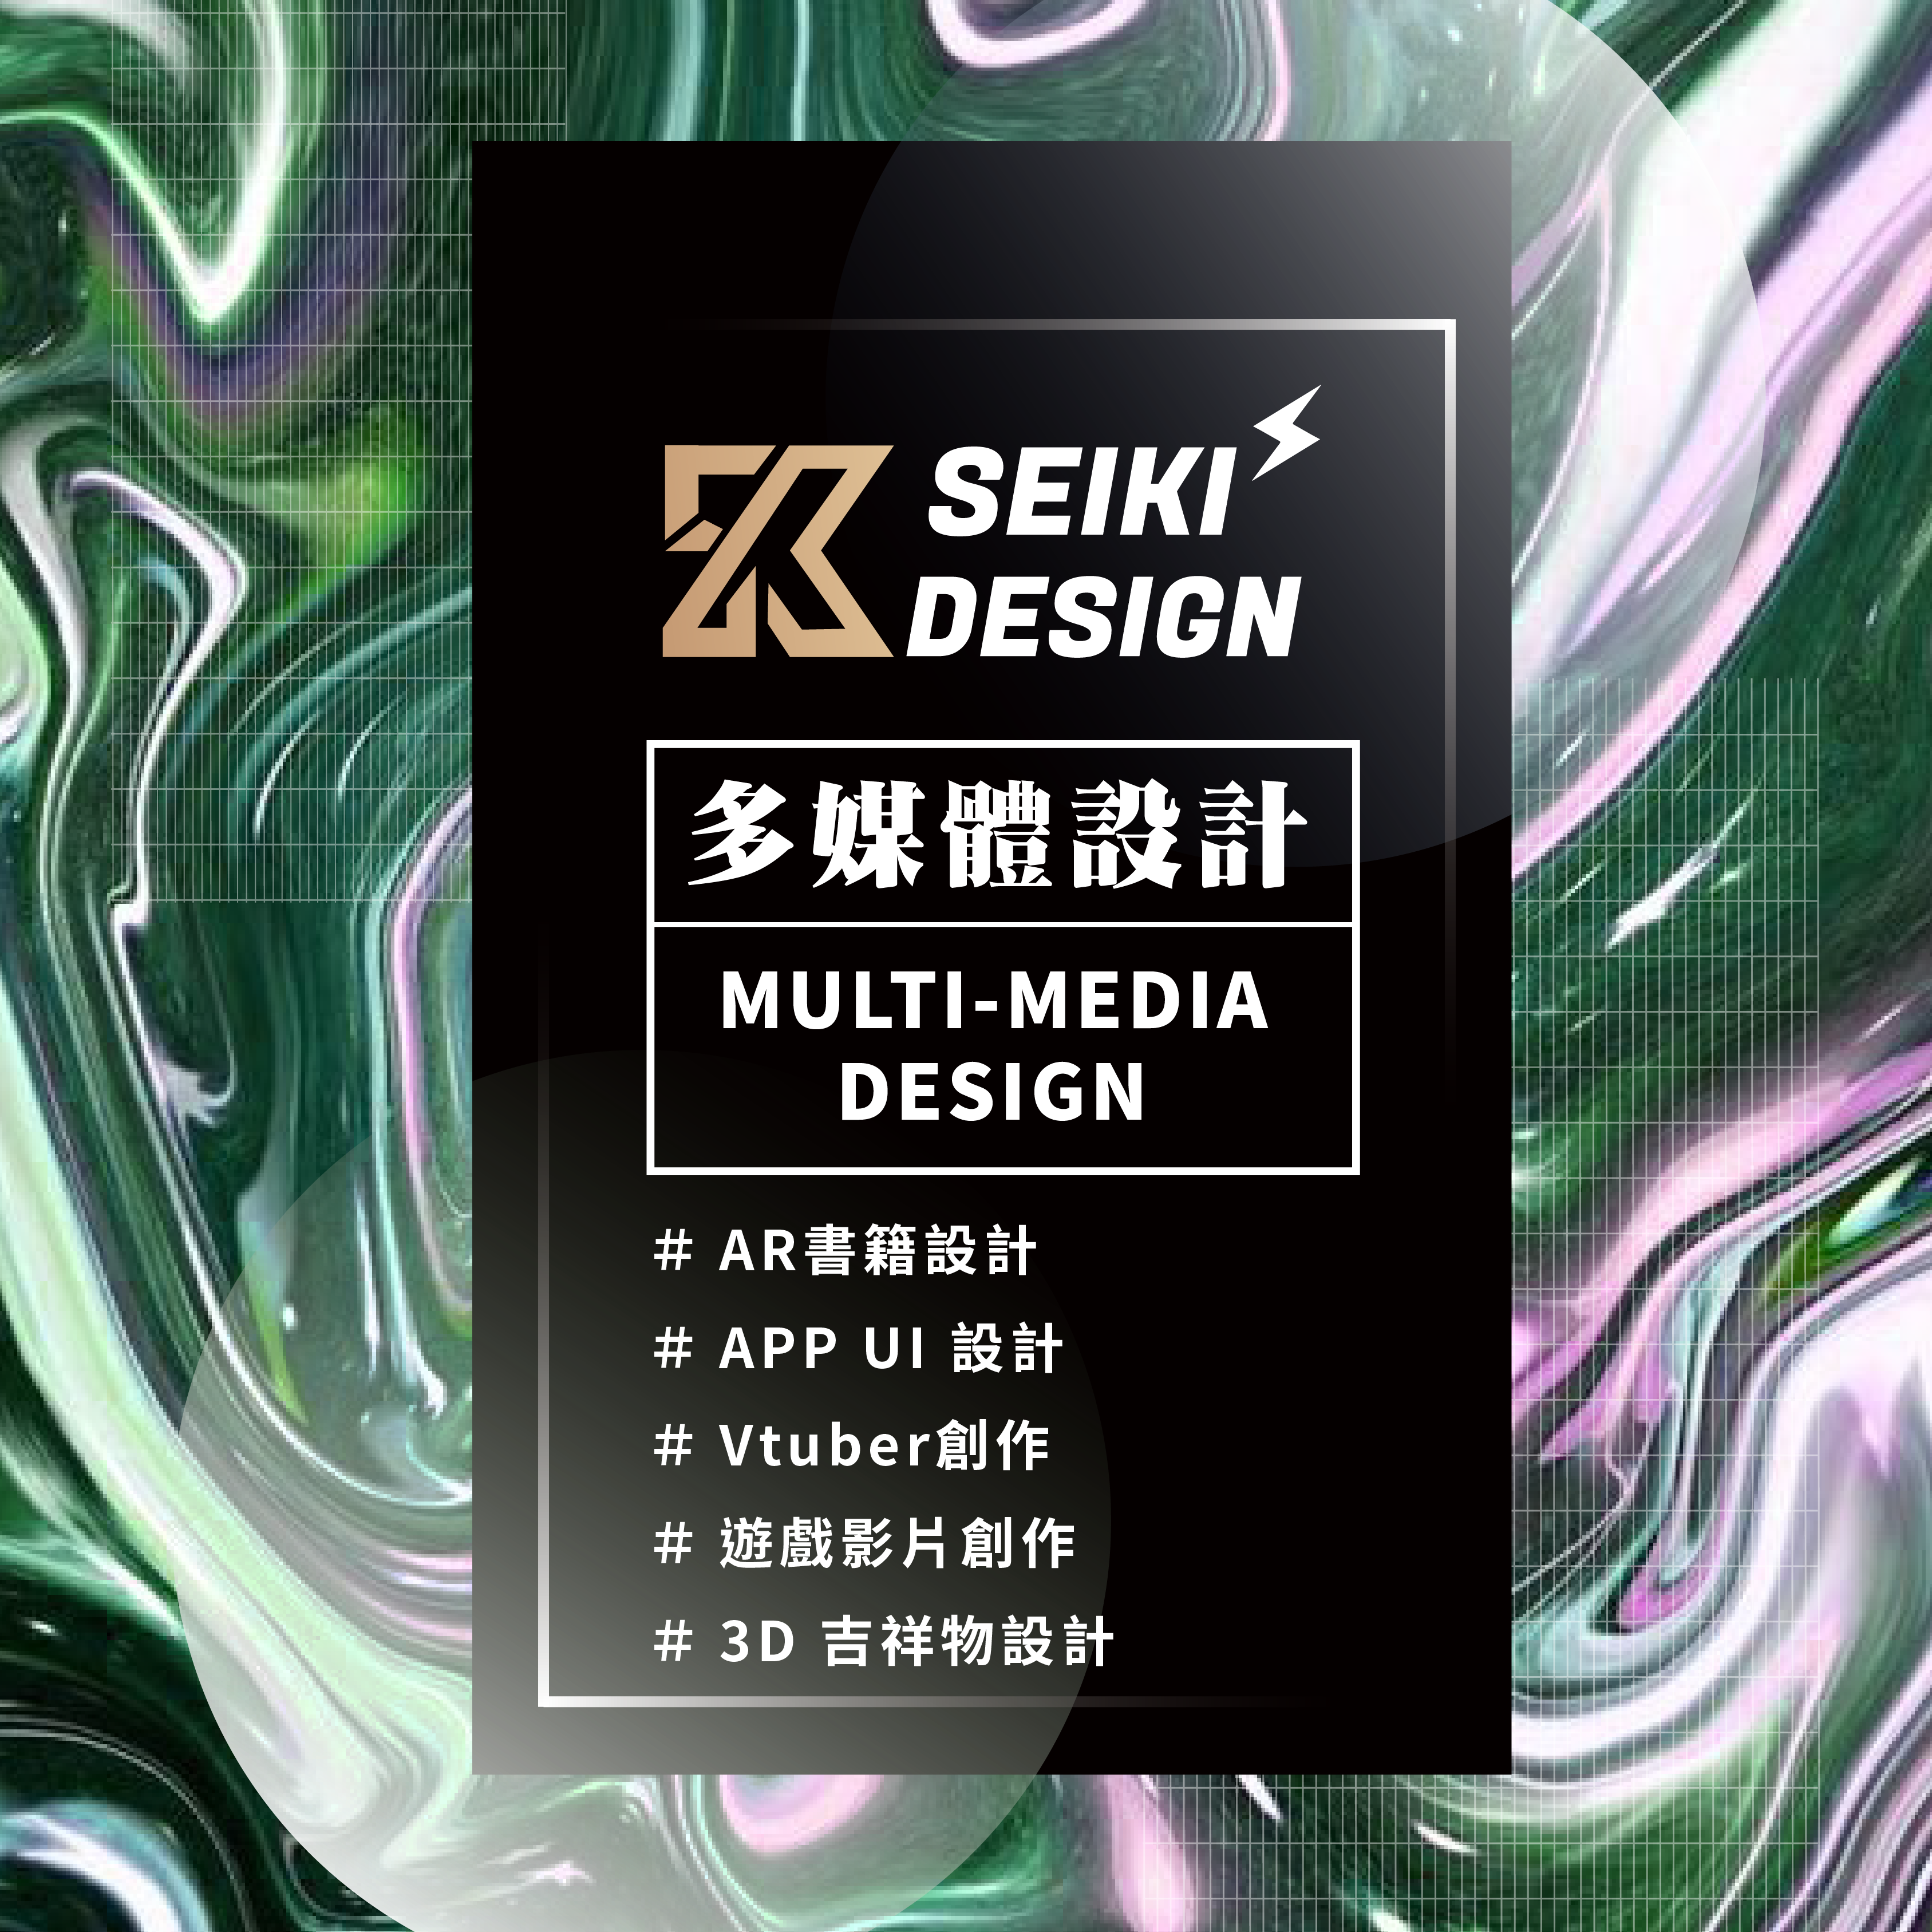 SEIKI
DESIGN
多媒體設計
MULTI-MEDIA
DESIGN
# AR書籍設計
# APP UI 設計
# Vtuber創作
# 遊戲影片創作
# 3D 吉祥物設計